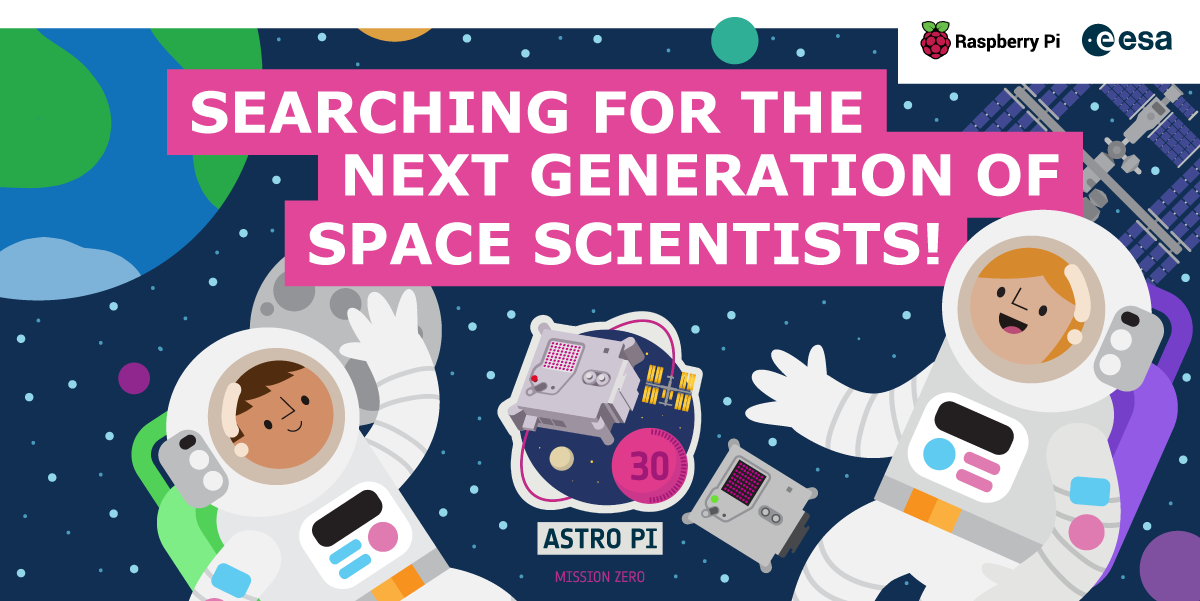 Raspberry Pi
esa
SEARCHING FOR THE
NEXT GENERATION OF
SPACE SCIENTISTS!
30
ASTRO PI
MISSION ZERO